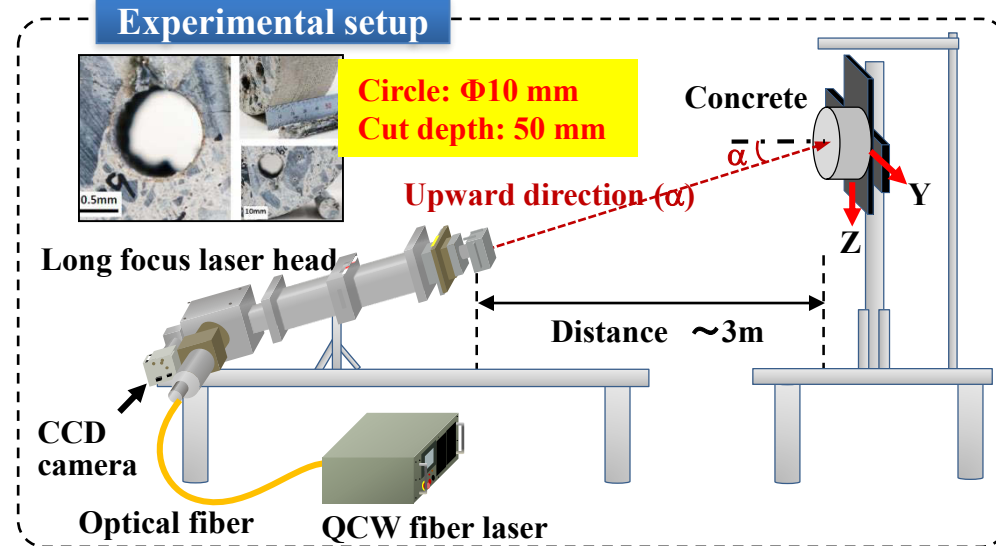 Experimental setup
Circle: Φ10 mm
Cut depth: 50 mm
0.5mm
10mm
Concrete
α
Upward direction (α)
Y
Z
Long focus laser head
Distance ～3m
CCD
camera
Optical fiber
QCW fiber laser